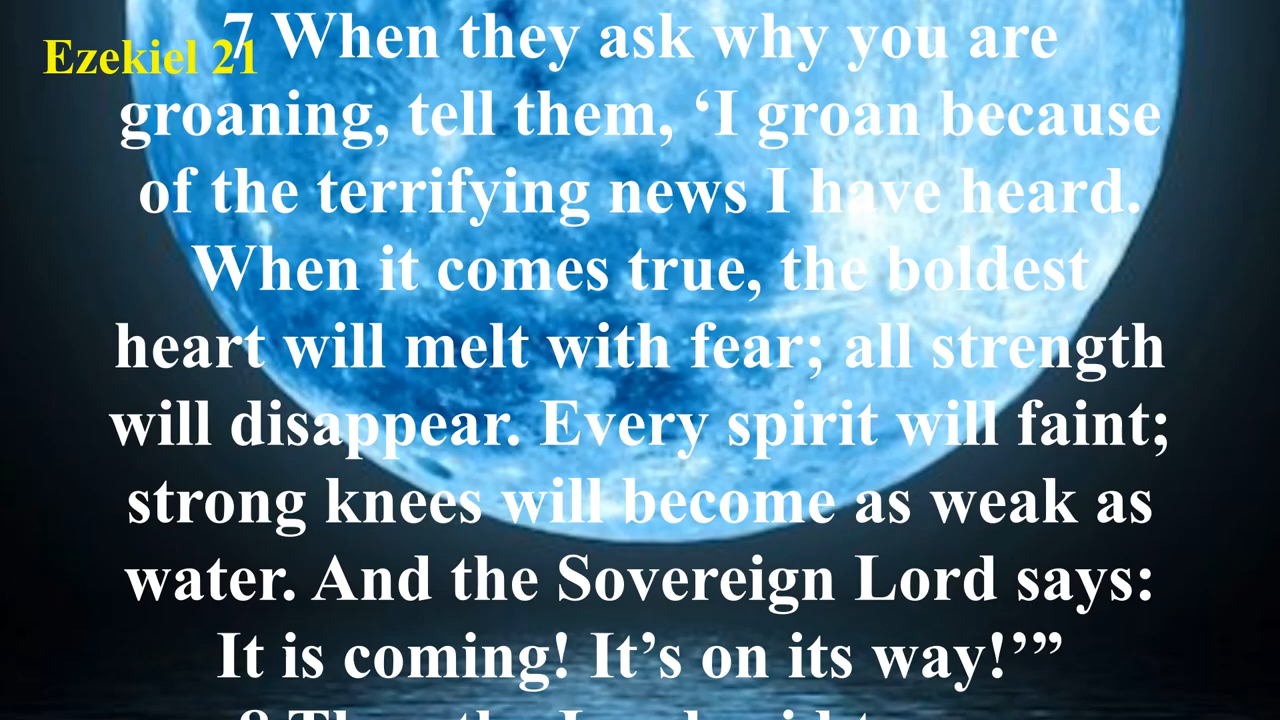 Ezekiel 21
7 When they ask why you are
groaning, tell them, ‘I groan because
of the terrifying news I have heard.
When it comes true, the boldest
heart will melt with fear; all strength
will disappear. Every spirit will faint;
strong knees will become as weak as
water. And the Sovereign Lord says:
It is coming! It’s on its way!’”